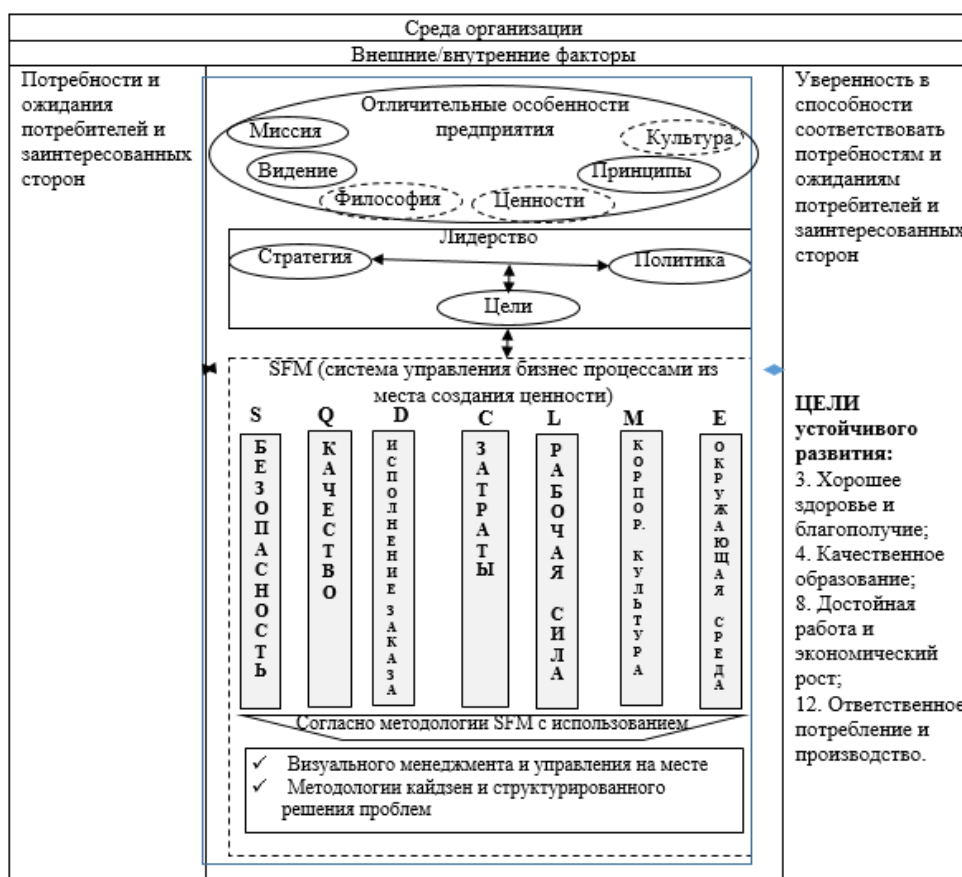 Среда организации
Внешние/внутренние факторы
Потребности и
ожидания
потребителей и
заинтересованных
сторон
Отличительные особенности
предприятия
Миссия
Видение
Философия
Ценности
Принципы
Культура
Лидерство
Стратегия
Политика
Цели
SFM (система управления бизнес процессами из
места создания ценности)
S Q D C L M E
БЕЗОПАСНОСТЬ
КАЧЕСТВО
ИСПОЛНЕНИЕ ЗАКАЗА
ЗАТРАТЫ
РАБОЧАЯ СИЛА
КОРПОР. КУЛЬТУРА
ОКРУЖАЮЩАЯ СРЕДА
Согласно методологии SFM с использованием
✓ Визуального менеджмента и управления на месте
✓ Методологии кайдзен и структурированного
решения проблем
Уверенность в
способности
соответствовать
потребностям и
ожиданиям
потребителей и
заинтересованных
сторон
ЦЕЛИ
устойчивого
развития:
3. Хорошее
здоровье и
благополучие;
4. Качественное
образование;
8. Достойная
работа и
экономический
рост;
12. Ответственное
потребление и
производство.